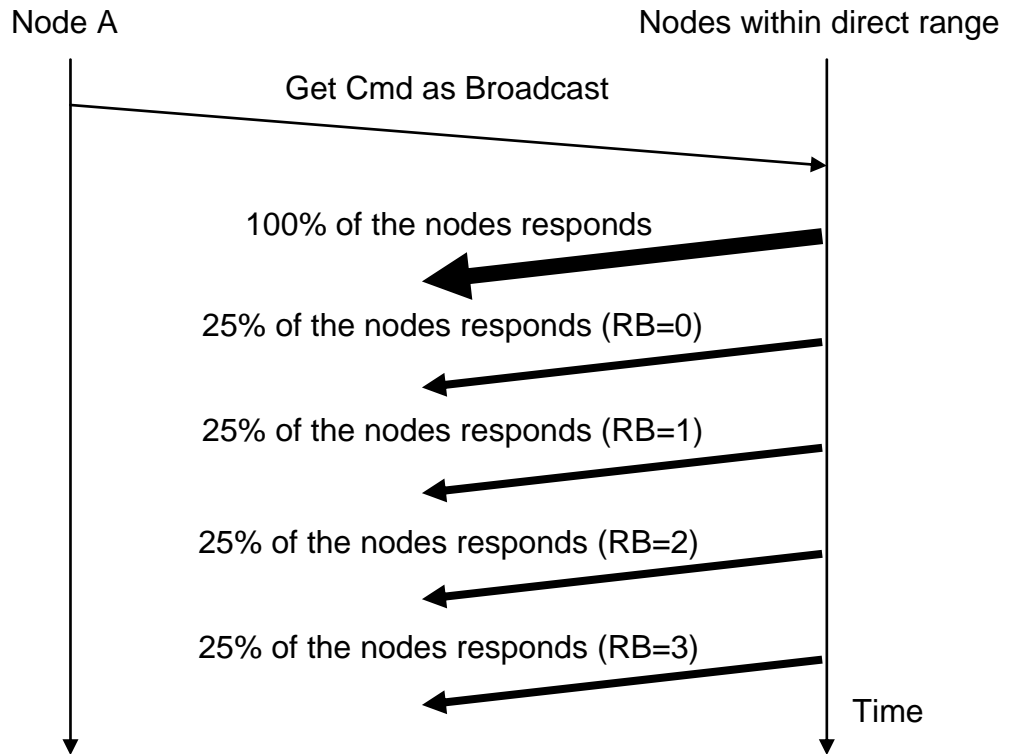 Node A
Nodes within direct range
Get Cmd as Broadcast
100% of the nodes responds
25% of the nodes responds (RB=0)
25% of the nodes responds (RB=1)
25% of the nodes responds (RB=2)
25% of the nodes responds (RB=3)
Time